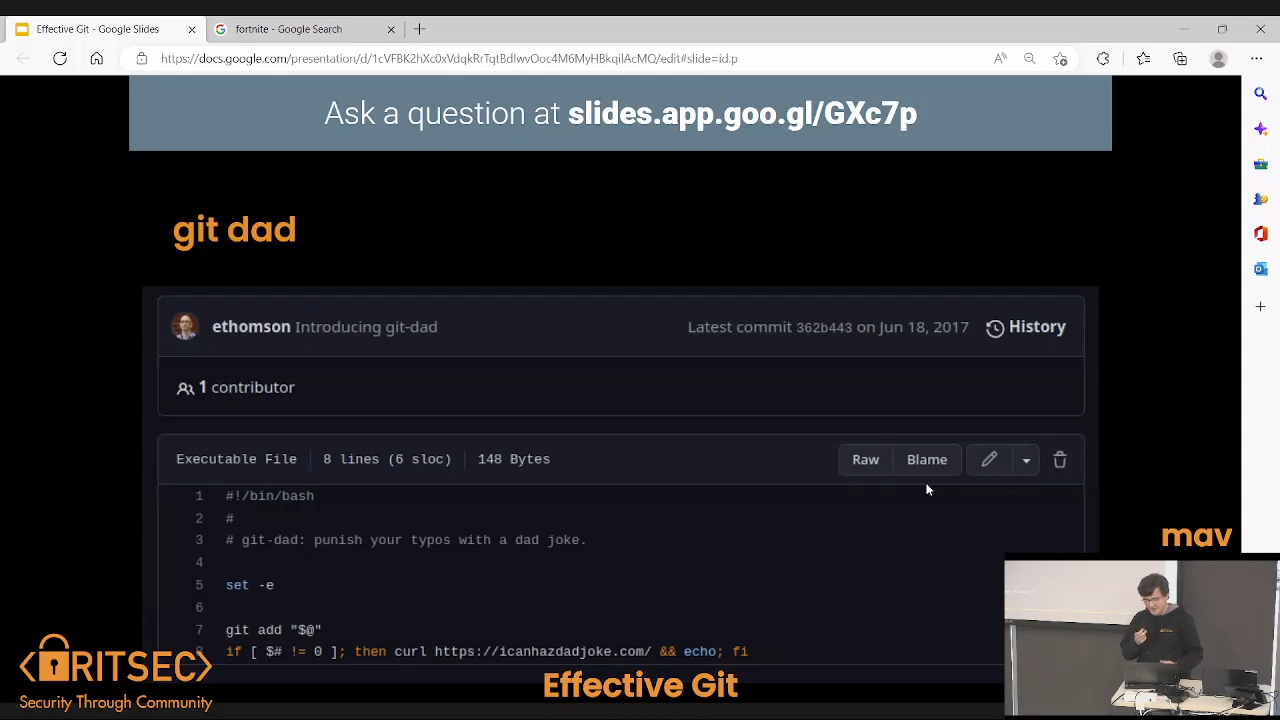 Effective Git - Google Slides
fortnite - Google Search
https://docs.google.com/presentation/d/1cVFBK2hXc0xVdqkRrTqtBdIwvOoc4M6MyHBkqiIAcMQ/edit#slide=id.p
Ask a question at slides.app.goo.gl/GXc7p
git dad
ethomson Introducing git-dad
Latest commit 362b443 on Jun 18, 2017
History
1 contributor
Executable File
8 lines (6 sloc)
148 Bytes
Raw
Blame
1 #!/bin/bash
2 #
3 # git-dad: punish your typos with a dad joke.
4
5 set -e
6
7 git add "$@"
8 if [ $# != 0 ]; then curl https://icanhazdadjoke.com/ && echo; fi
mav
RITSEC
Security Through Community
Effective Git